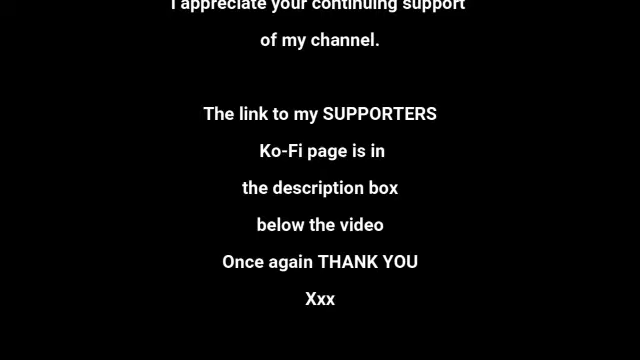 I appreciate your continuing support
of my channel.
The link to my SUPPORTERS
Ko-Fi page is in
the description box
below the video
Once again THANK YOU
Xxx